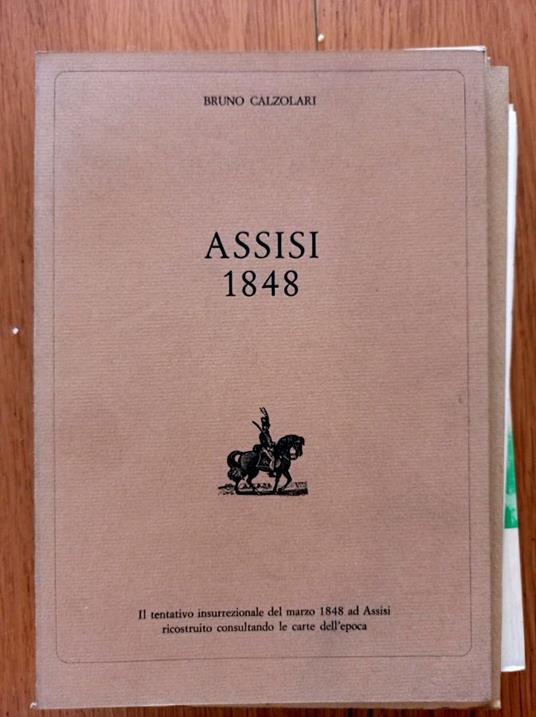 BRUNO CALZOLARI
ASSISI
1848
Il tentativo insurrezionale del marzo 1848 ad Assisi
ricostruito consultando le carte dell'epoca